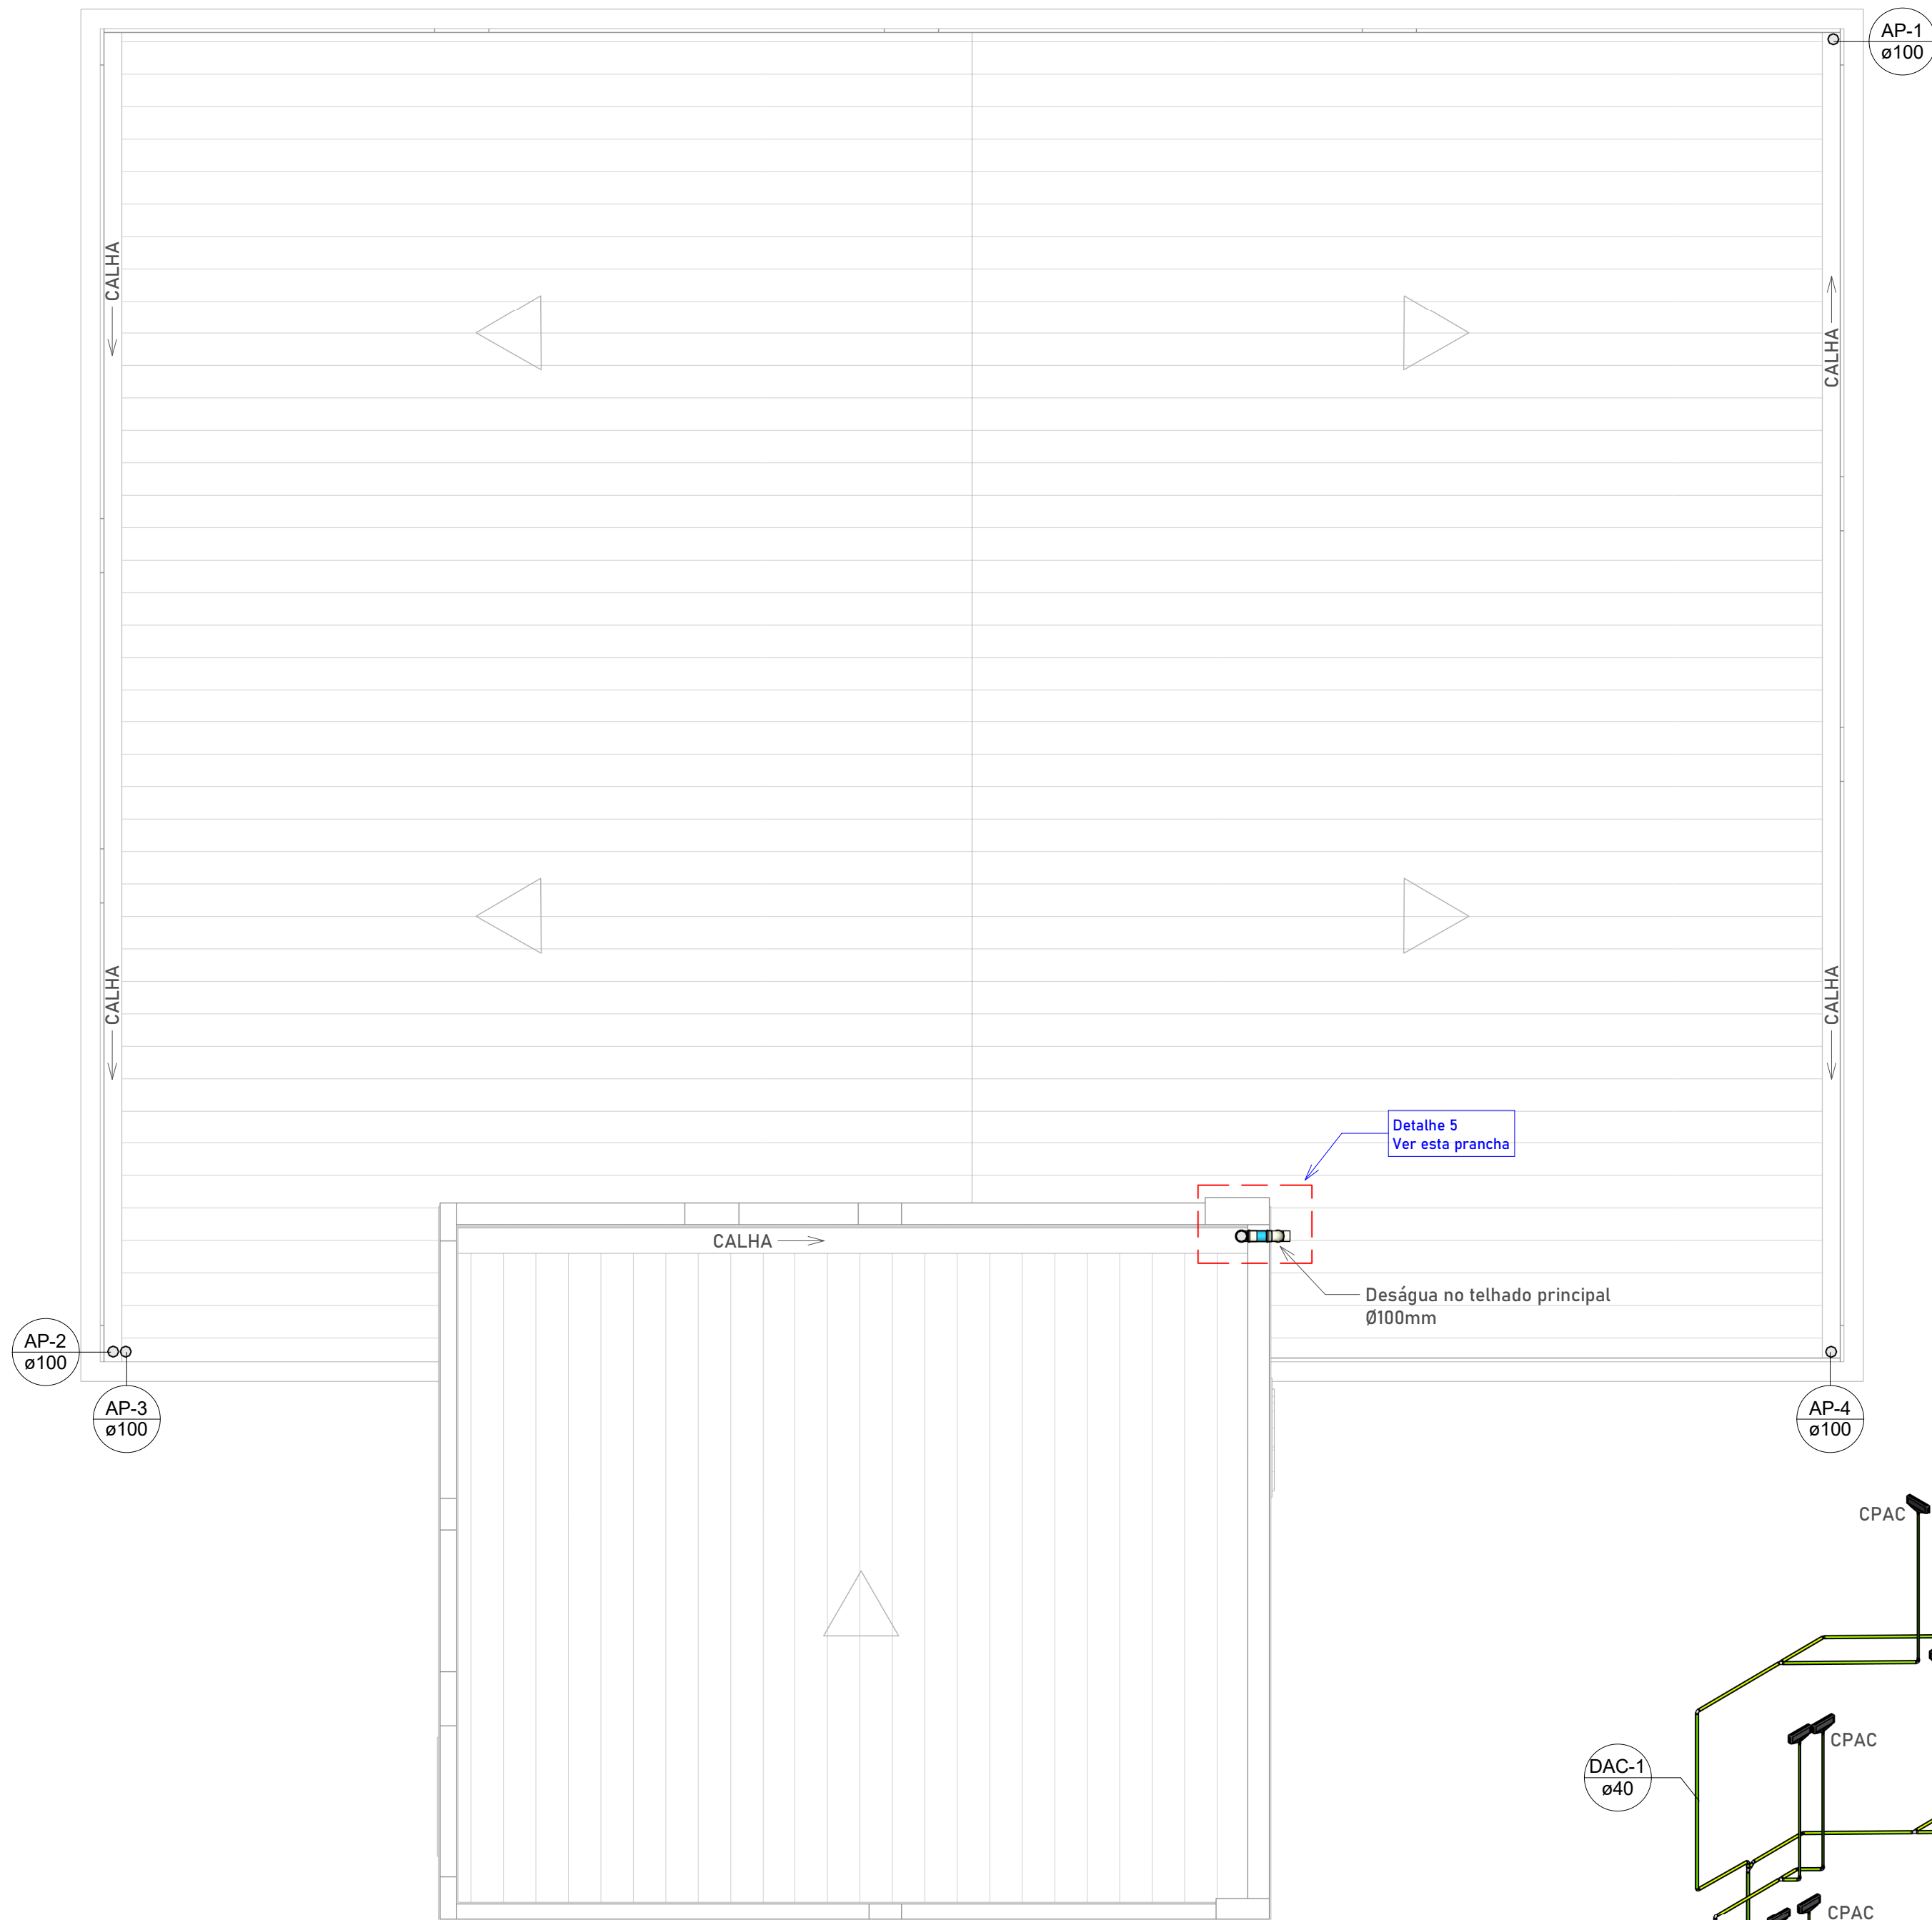 AP-1
ø100
CALHA
CALHA
CALHA
CALHA
Detalhe 5
Ver esta prancha
CALHA
Deságua no telhado principal
Ø100mm
AP-2
ø100
AP-3
ø100
AP-4
ø100
CPAC
CPAC
DAC-1
ø40
CPAC